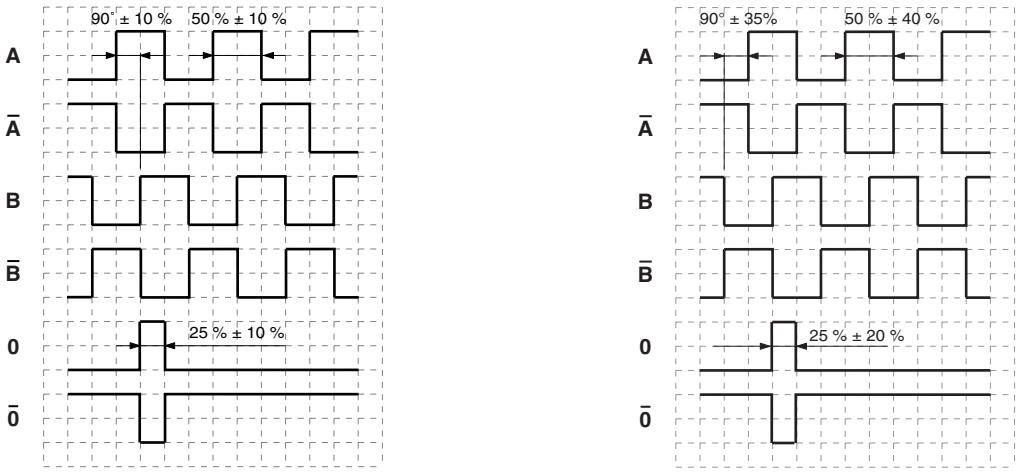 90° ± 10 % 50 % ± 10 %
A
A̅
B
B̅
25 % ± 10 %
0
0̅
90° ± 35% 50 % ± 40%
A
A̅
B
B̅
25 % ± 20 %
0
0̅